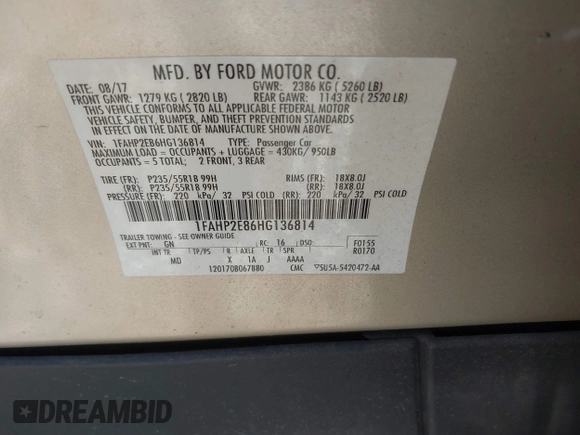 MFD. BY FORD MOTOR CO.
DATE: 08/17 GVWR: 2386 KG ( 5260 LB)
FRONT GAWR: 1279 KG ( 2820 LB) REAR GAWR: 1143 KG ( 2520 LB)
THIS VEHICLE CONFORMS TO ALL APPLICABLE FEDERAL MOTOR
VEHICLE SAFETY, BUMPER, AND THEFT PREVENTION STANDARDS
IN EFFECT ON THE DATE OF MANUFACTURE SHOWN ABOVE.
VIN: 1FAHP2E86HG136814 TYPE: Passenger Car
MAXIMUM LOAD = OCCUPANTS + LUGGAGE = 430KG/ 950LB
OCCUPANTS = 5 TOTAL: 2 FRONT, 3 REAR
TIRE (FR): P235/55R18 99H RIMS (FR): 18X8.0J
(RR): P235/55R18 99H (RR): 18X8.0J
PRESSURE (FR): 220 kPa/ 32 PSI COLD (RR): 220 kPa/ 32 PSI COLD
1FAHP2E86HG136814
TRAILER TOWING - SEE OWNER GUIDE
EXT PNT: GN RC: 16 DSO: F0155
INT TR TP/PS R AXLE TR SPR R0170
MD X 1A J AAAA
1201708067880 CMC 5U5A-5420472-AA
DREAMBID